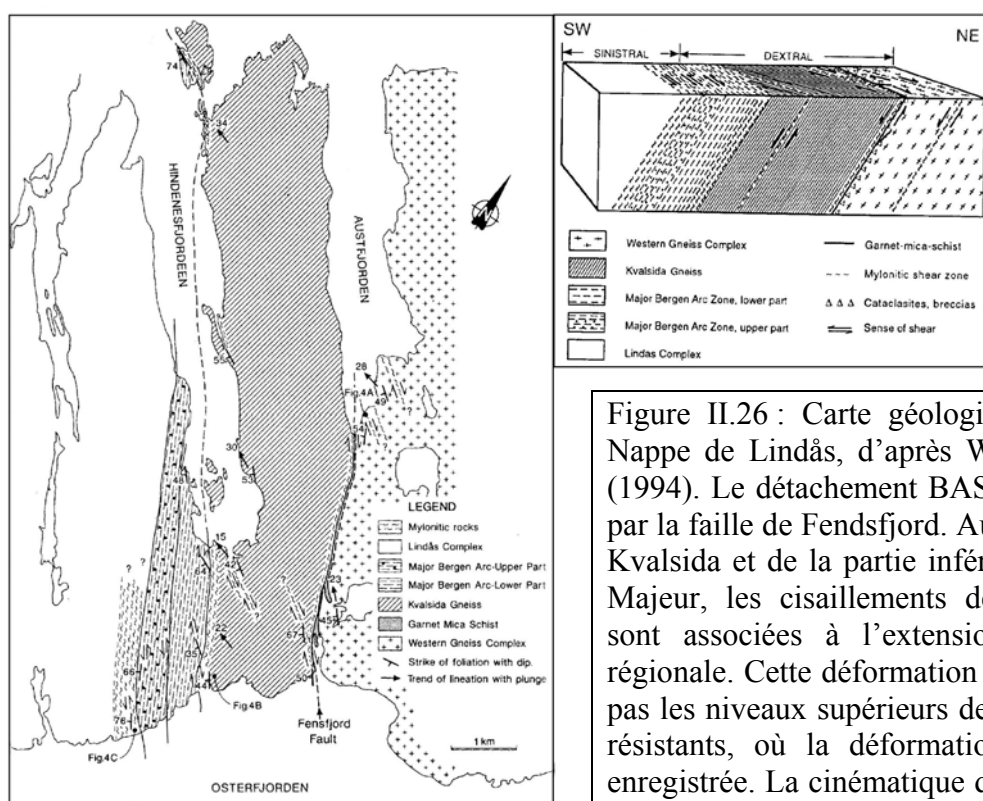 HINDENESFJORDEEN
AUSTFJORDEN
74
34
55
30
53
48
15
42
64
22
35
44
66
76
28
Fig.4A
49
54
23
45
57
50
?
?
?
?
?
Fig.4B
Fig.4C
Fensfjord
Fault
OSTERFJORDEN
1 km
N
LEGEND
Mylonitic rocks
Lindås Complex
Major Bergen Arc-Upper Part
Major Bergen Arc-Lower Part
Kvalsida Gneiss
Garnet Mica Schist
Western Gneiss Complex
Strike of foliation with dip.
Trend of lineation with plunge
SW
NE
SINISTRAL
DEXTRAL
Western Gneiss Complex
Kvalsida Gneiss
Major Bergen Arc Zone, lower part
Major Bergen Arc Zone, upper part
Lindas Complex
Garnet-mica-schist
Mylonitic shear zone
Cataclasites, breccias
Sense of shear
Figure II.26 : Carte géologi
Nappe de Lindås, d'après W
(1994). Le détachement BAS
par la faille de Fendsfjord. Au
Kvalsida et de la partie infér
Majeur, les cisaillements de
sont associées à l'extensio
régionale. Cette déformation
pas les niveaux supérieurs de
résistants, où la déformatio
enregistrée. La cinématique d